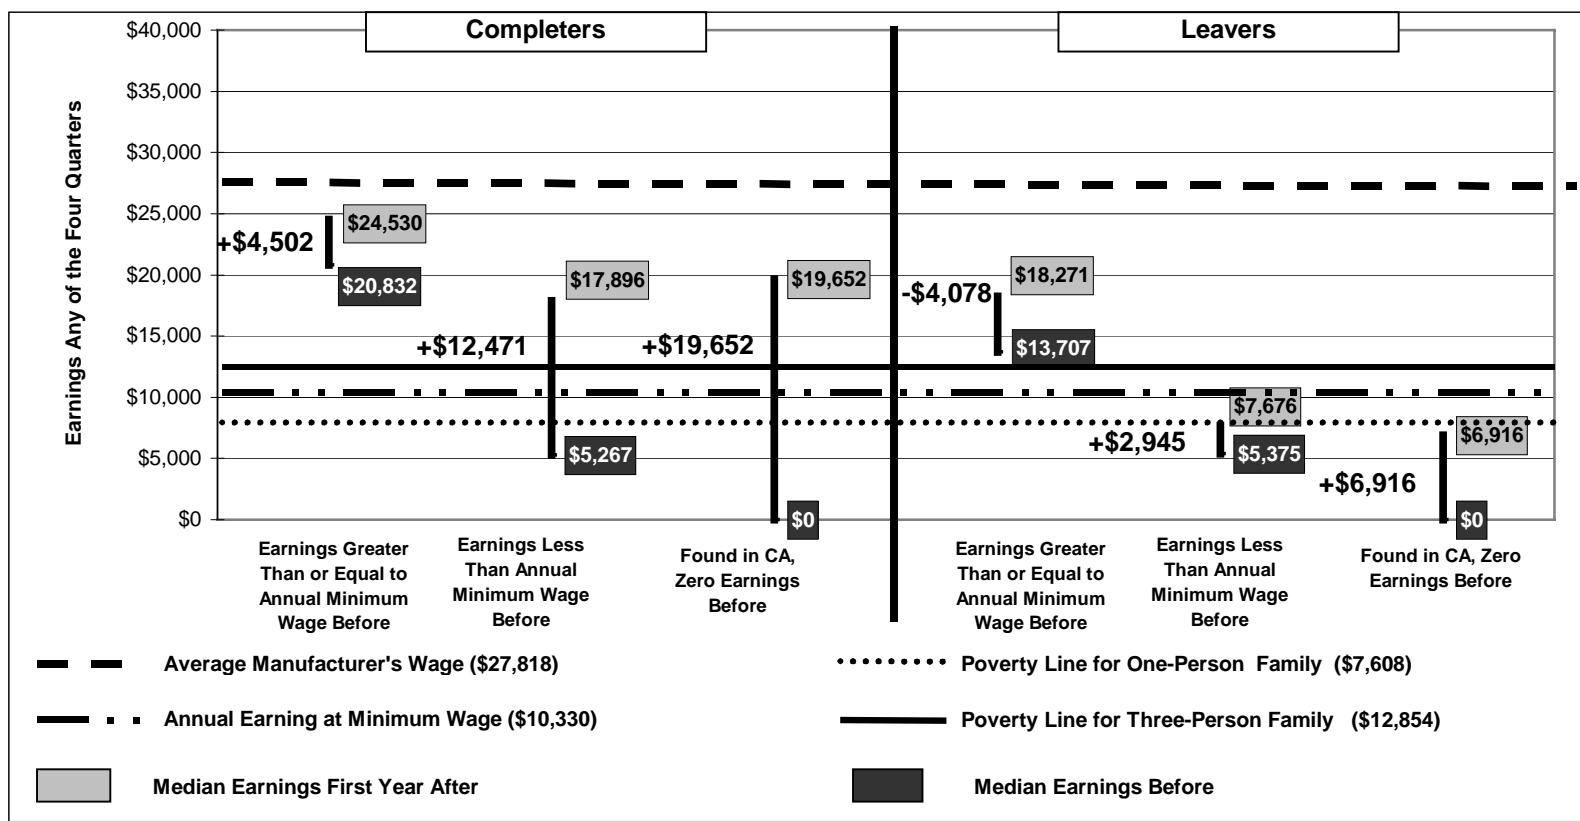 Completers
Leavers
$40,000
$35,000
$30,000
$25,000
$20,000
$15,000
$10,000
$5,000
$0
Earnings Any of the Four Quarters
+$4,502
$24,530
$20,832
+$12,471
$17,896
$5,267
+$19,652
$19,652
$0
-$4,078
$18,271
$13,707
+$2,945
$7,676
$5,375
+$6,916
$6,916
$0
Earnings Greater
Than or Equal to
Annual Minimum
Wage Before
Earnings Less
Than Annual
Minimum Wage
Before
Found in CA,
Zero Earnings
Before
Earnings Greater
Than or Equal to
Annual Minimum
Wage Before
Earnings Less
Than Annual
Minimum Wage
Before
Found in CA, Zero
Earnings Before
Average Manufacturer's Wage ($27,818)
Poverty Line for One-Person Family ($7,608)
Annual Earning at Minimum Wage ($10,330)
Poverty Line for Three-Person Family ($12,854)
Median Earnings First Year After
Median Earnings Before